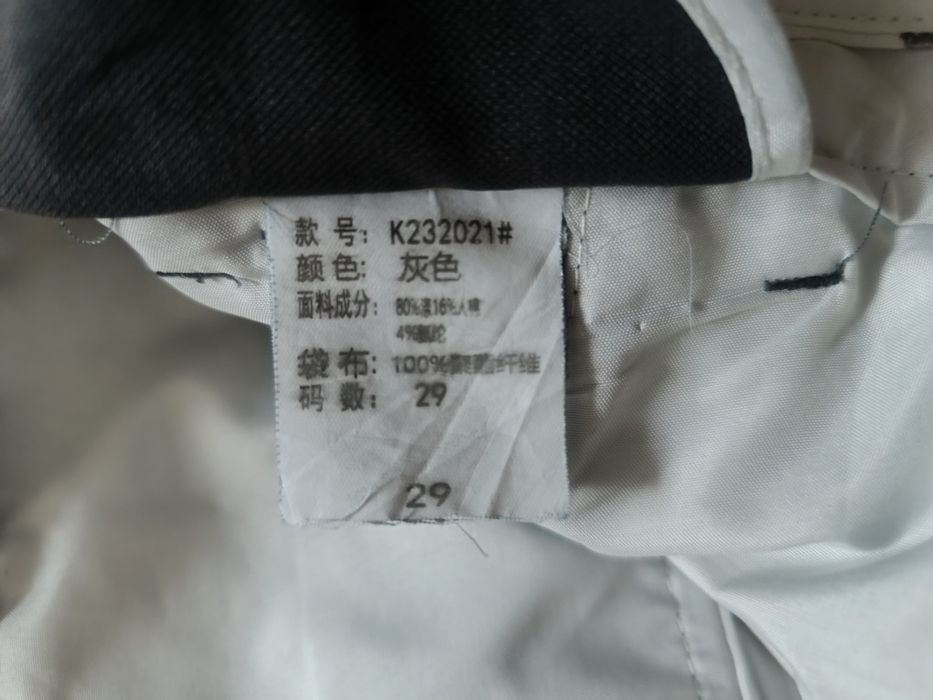 款 号: K232021#
颜 色: 灰色
面料成分: 80%涤16%人棉
4%氨纶
袋 布: 100%聚酯纤维
码 数: 29
29